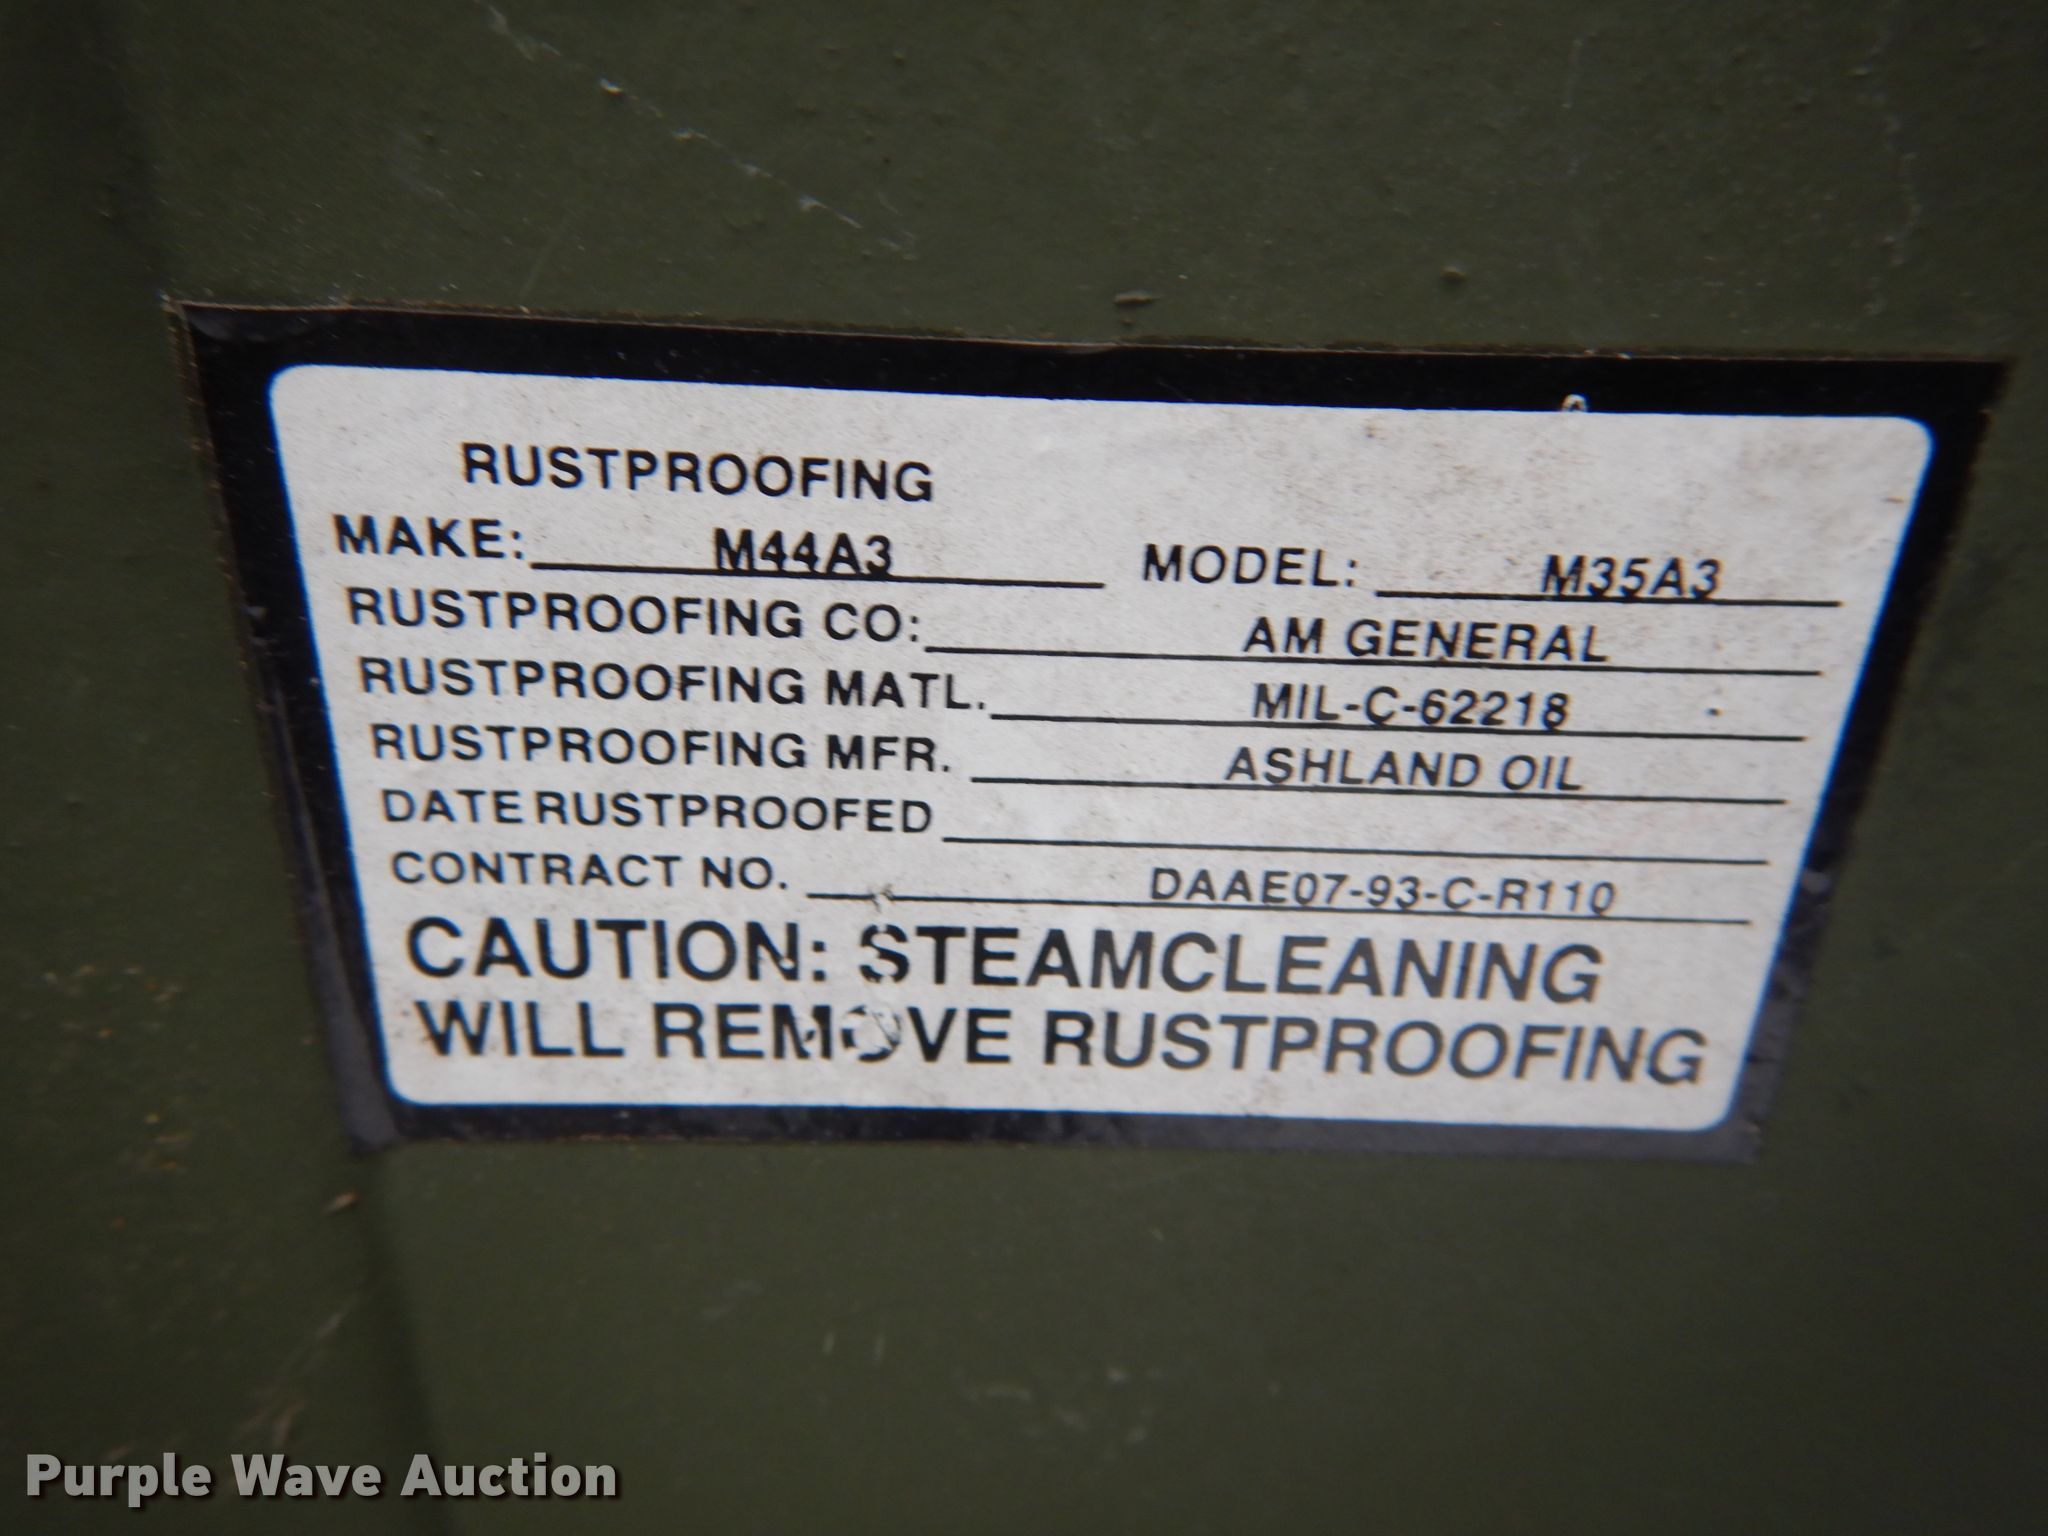 RUSTPROOFING
MAKE: M44A3 MODEL: M35A3
RUSTPROOFING CO: AM GENERAL
RUSTPROOFING MATL. MIL-C-62218
RUSTPROOFING MFR. ASHLAND OIL
DATE RUSTPROOFED
CONTRACT NO. DAAE07-93-C-R110
CAUTION: STEAMCLEANING
WILL REMOVE RUSTPROOFING
Purple Wave Auction